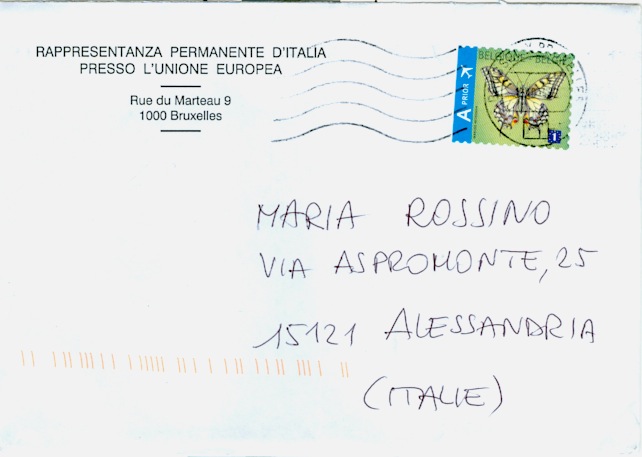 RAPPRESENTANZA PERMANENTE D'ITALIA
PRESSO L'UNIONE EUROPEA
Rue du Marteau 9
1000 Bruxelles
BELGIQUE - BELGIË
A PRIOR
1
MARIA ROSSINO
VIA ASPROMONTE, 25
15121 ALESSANDRIA
(ITALIE)